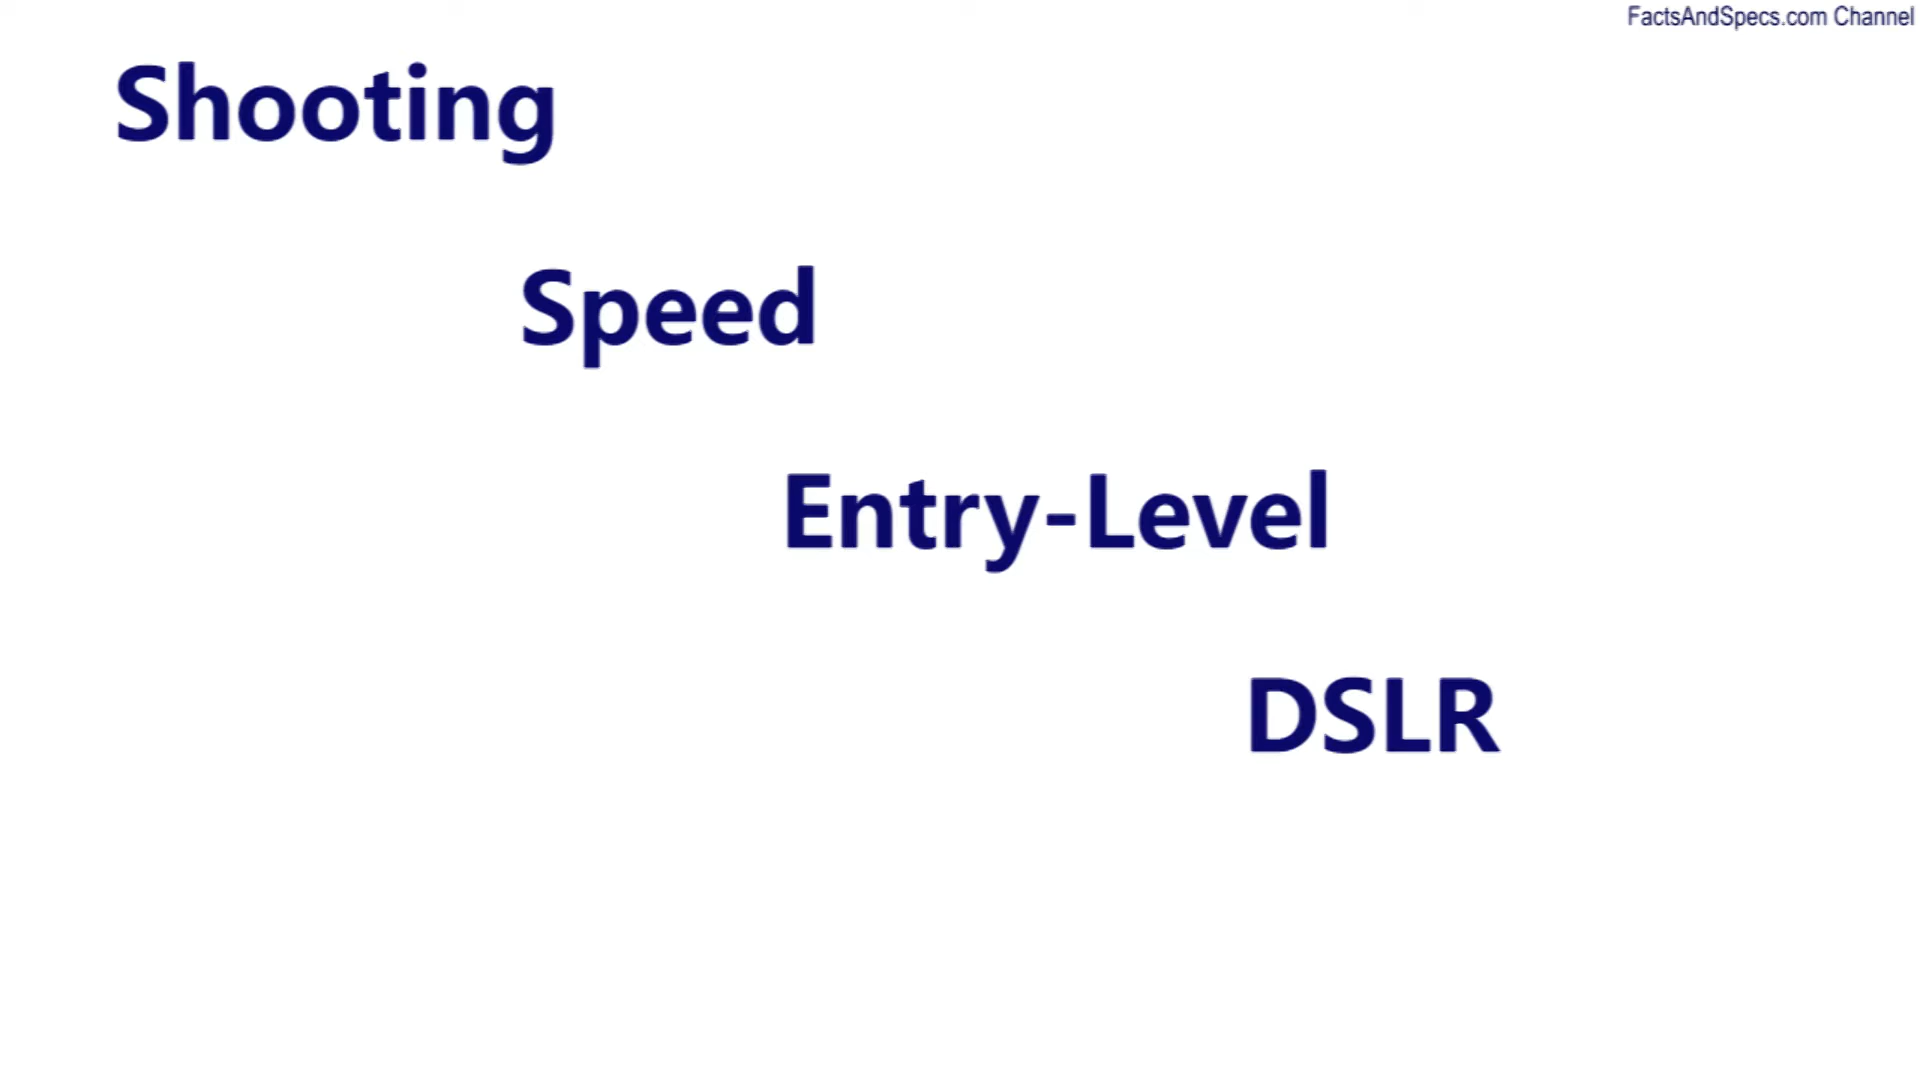 FactsAndSpecs.com Channel
Shooting
Speed
Entry-Level
DSLR